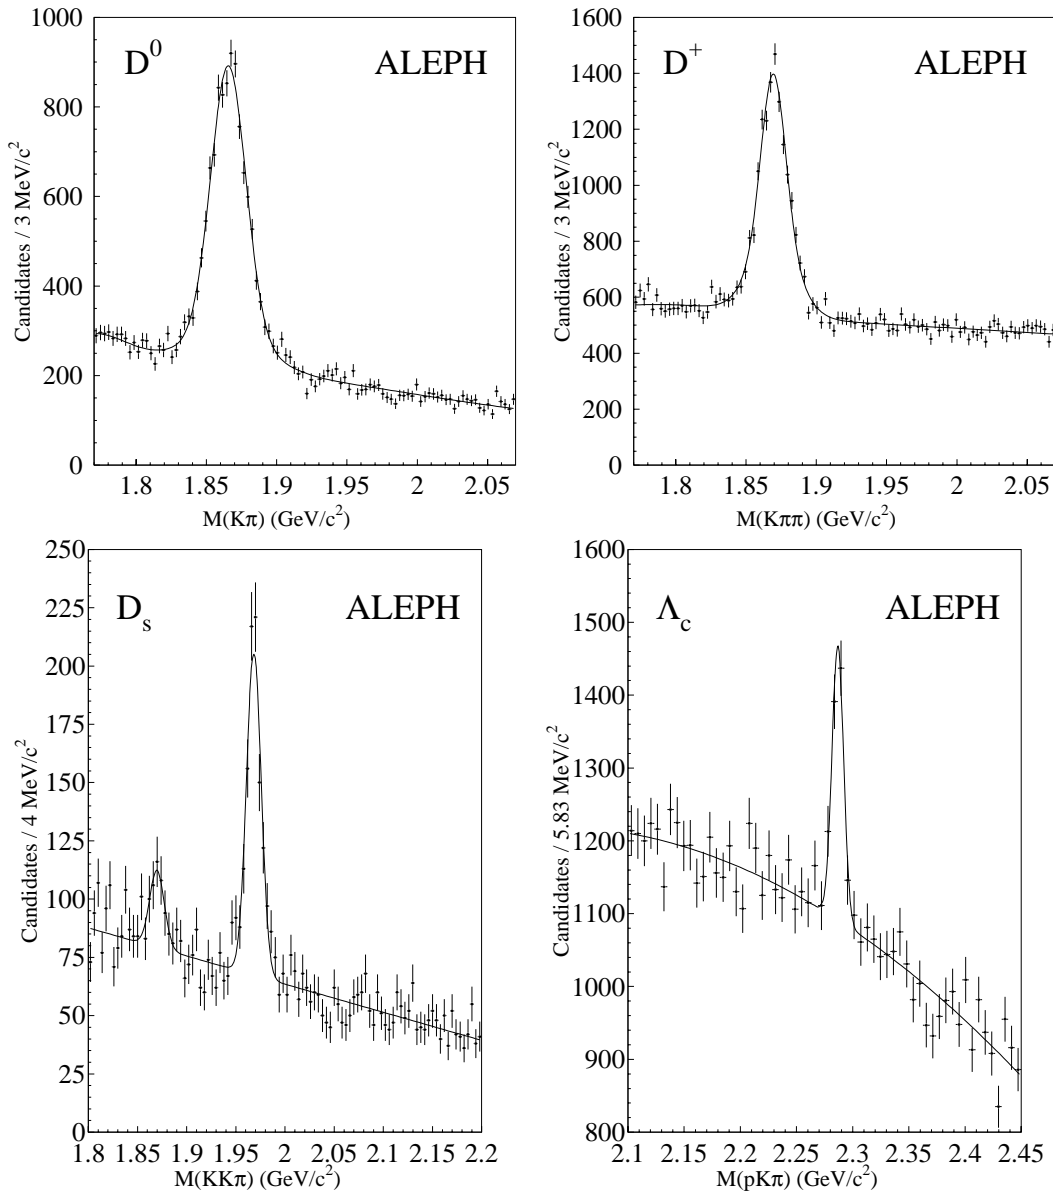 D⁰ ALEPH
Candidates / 3 MeV/c²
1000
800
600
400
200
0
1.8 1.85 1.9 1.95 2 2.05
M(Kπ) (GeV/c²)
D⁺ ALEPH
Candidates / 3 MeV/c²
1600
1400
1200
1000
800
600
400
200
0
1.8 1.85 1.9 1.95 2 2.05
M(Kππ) (GeV/c²)
Dₛ ALEPH
Candidates / 4 MeV/c²
250
225
200
175
150
125
100
75
50
25
0
1.8 1.85 1.9 1.95 2 2.05 2.1 2.15 2.2
M(KKπ) (GeV/c²)
Λc ALEPH
Candidates / 5.83 MeV/c²
1600
1500
1400
1300
1200
1100
1000
900
800
2.1 2.15 2.2 2.25 2.3 2.35 2.4 2.45
M(pKπ) (GeV/c²)